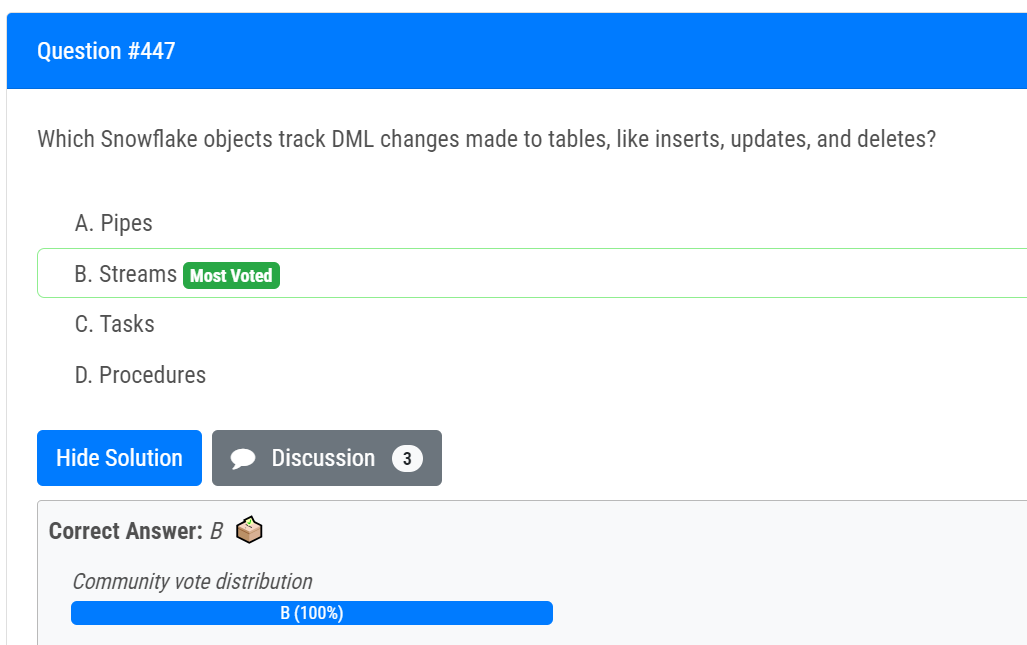 Question #447
Which Snowflake objects track DML changes made to tables, like inserts, updates, and deletes?
A. Pipes
B. Streams Most Voted
C. Tasks
D. Procedures
Hide Solution Discussion 3
Correct Answer: B
Community vote distribution
B (100%)